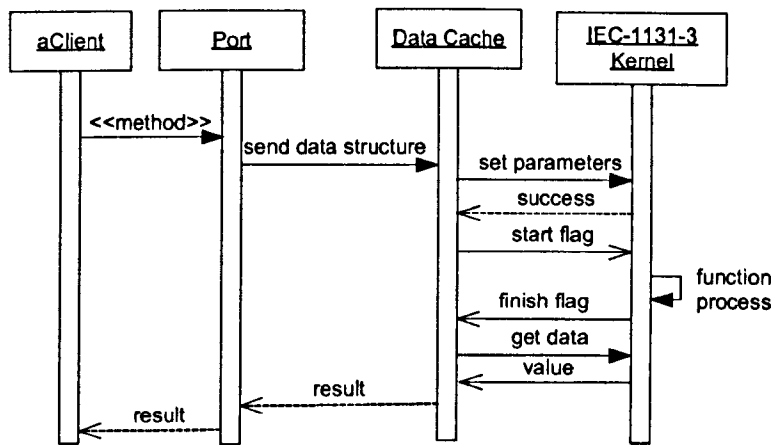 aClient
Port
Data Cache
IEC-1131-3
Kernel
<<method>>
send data structure
set parameters
success
start flag
function
process
finish flag
get data
value
result
result